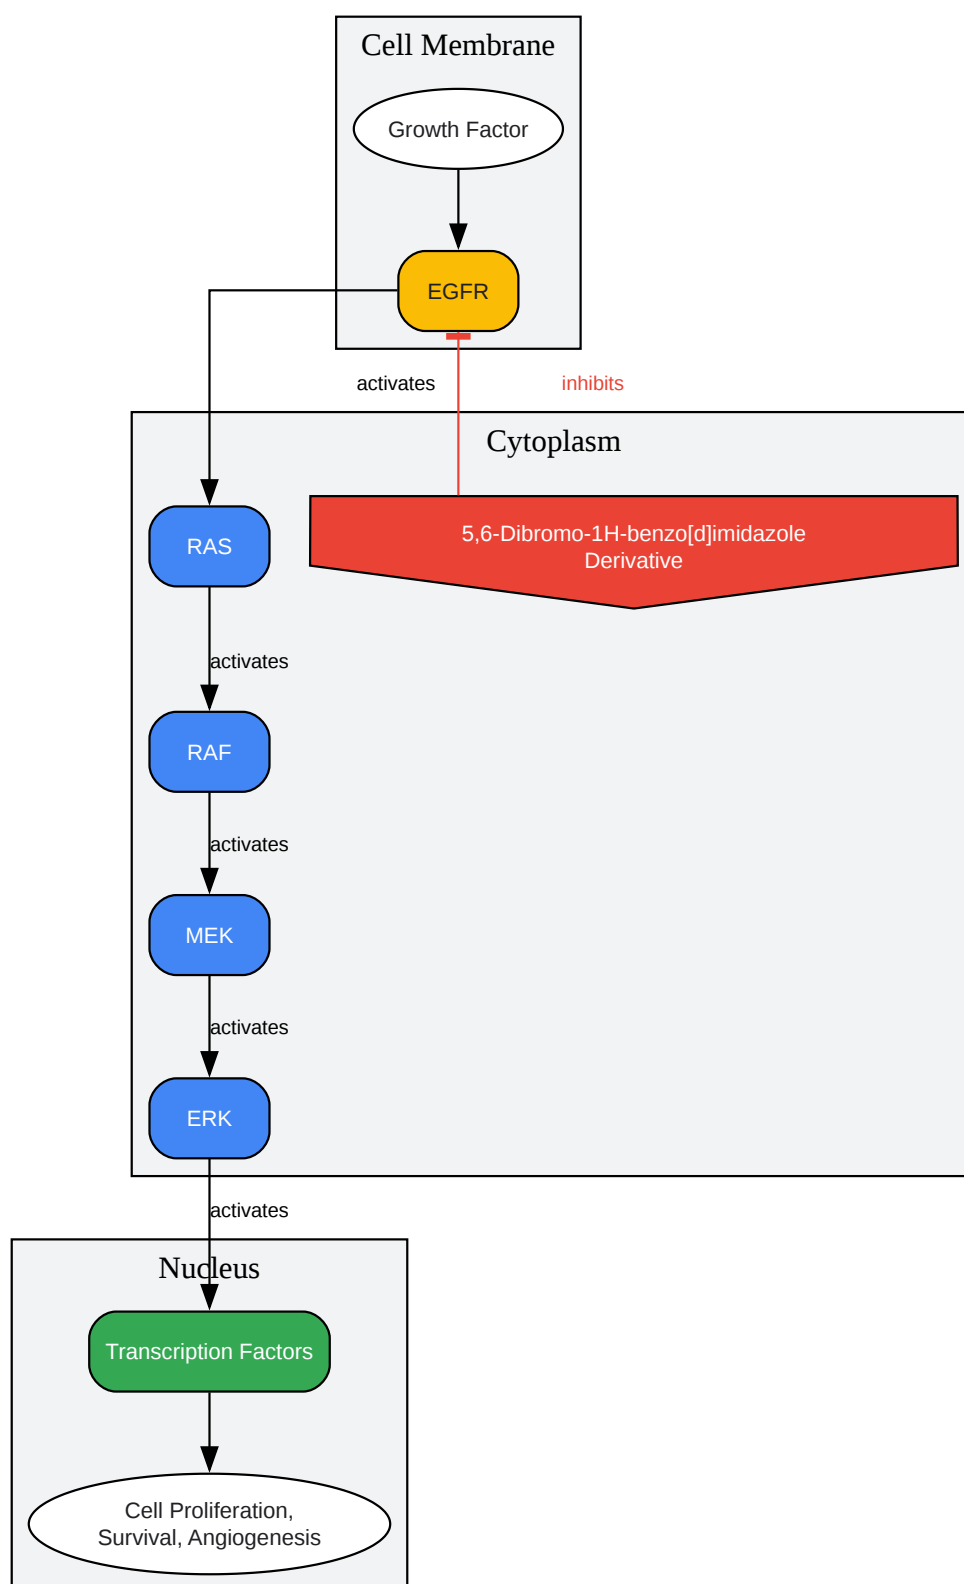 Cell Membrane
Growth Factor
EGFR
activates
inhibits
Cytoplasm
RAS
5,6-Dibromo-1H-benzo[d]imidazole
Derivative
activates
RAF
activates
MEK
activates
ERK
activates
Nucleus
Transcription Factors
Cell Proliferation,
Survival, Angiogenesis